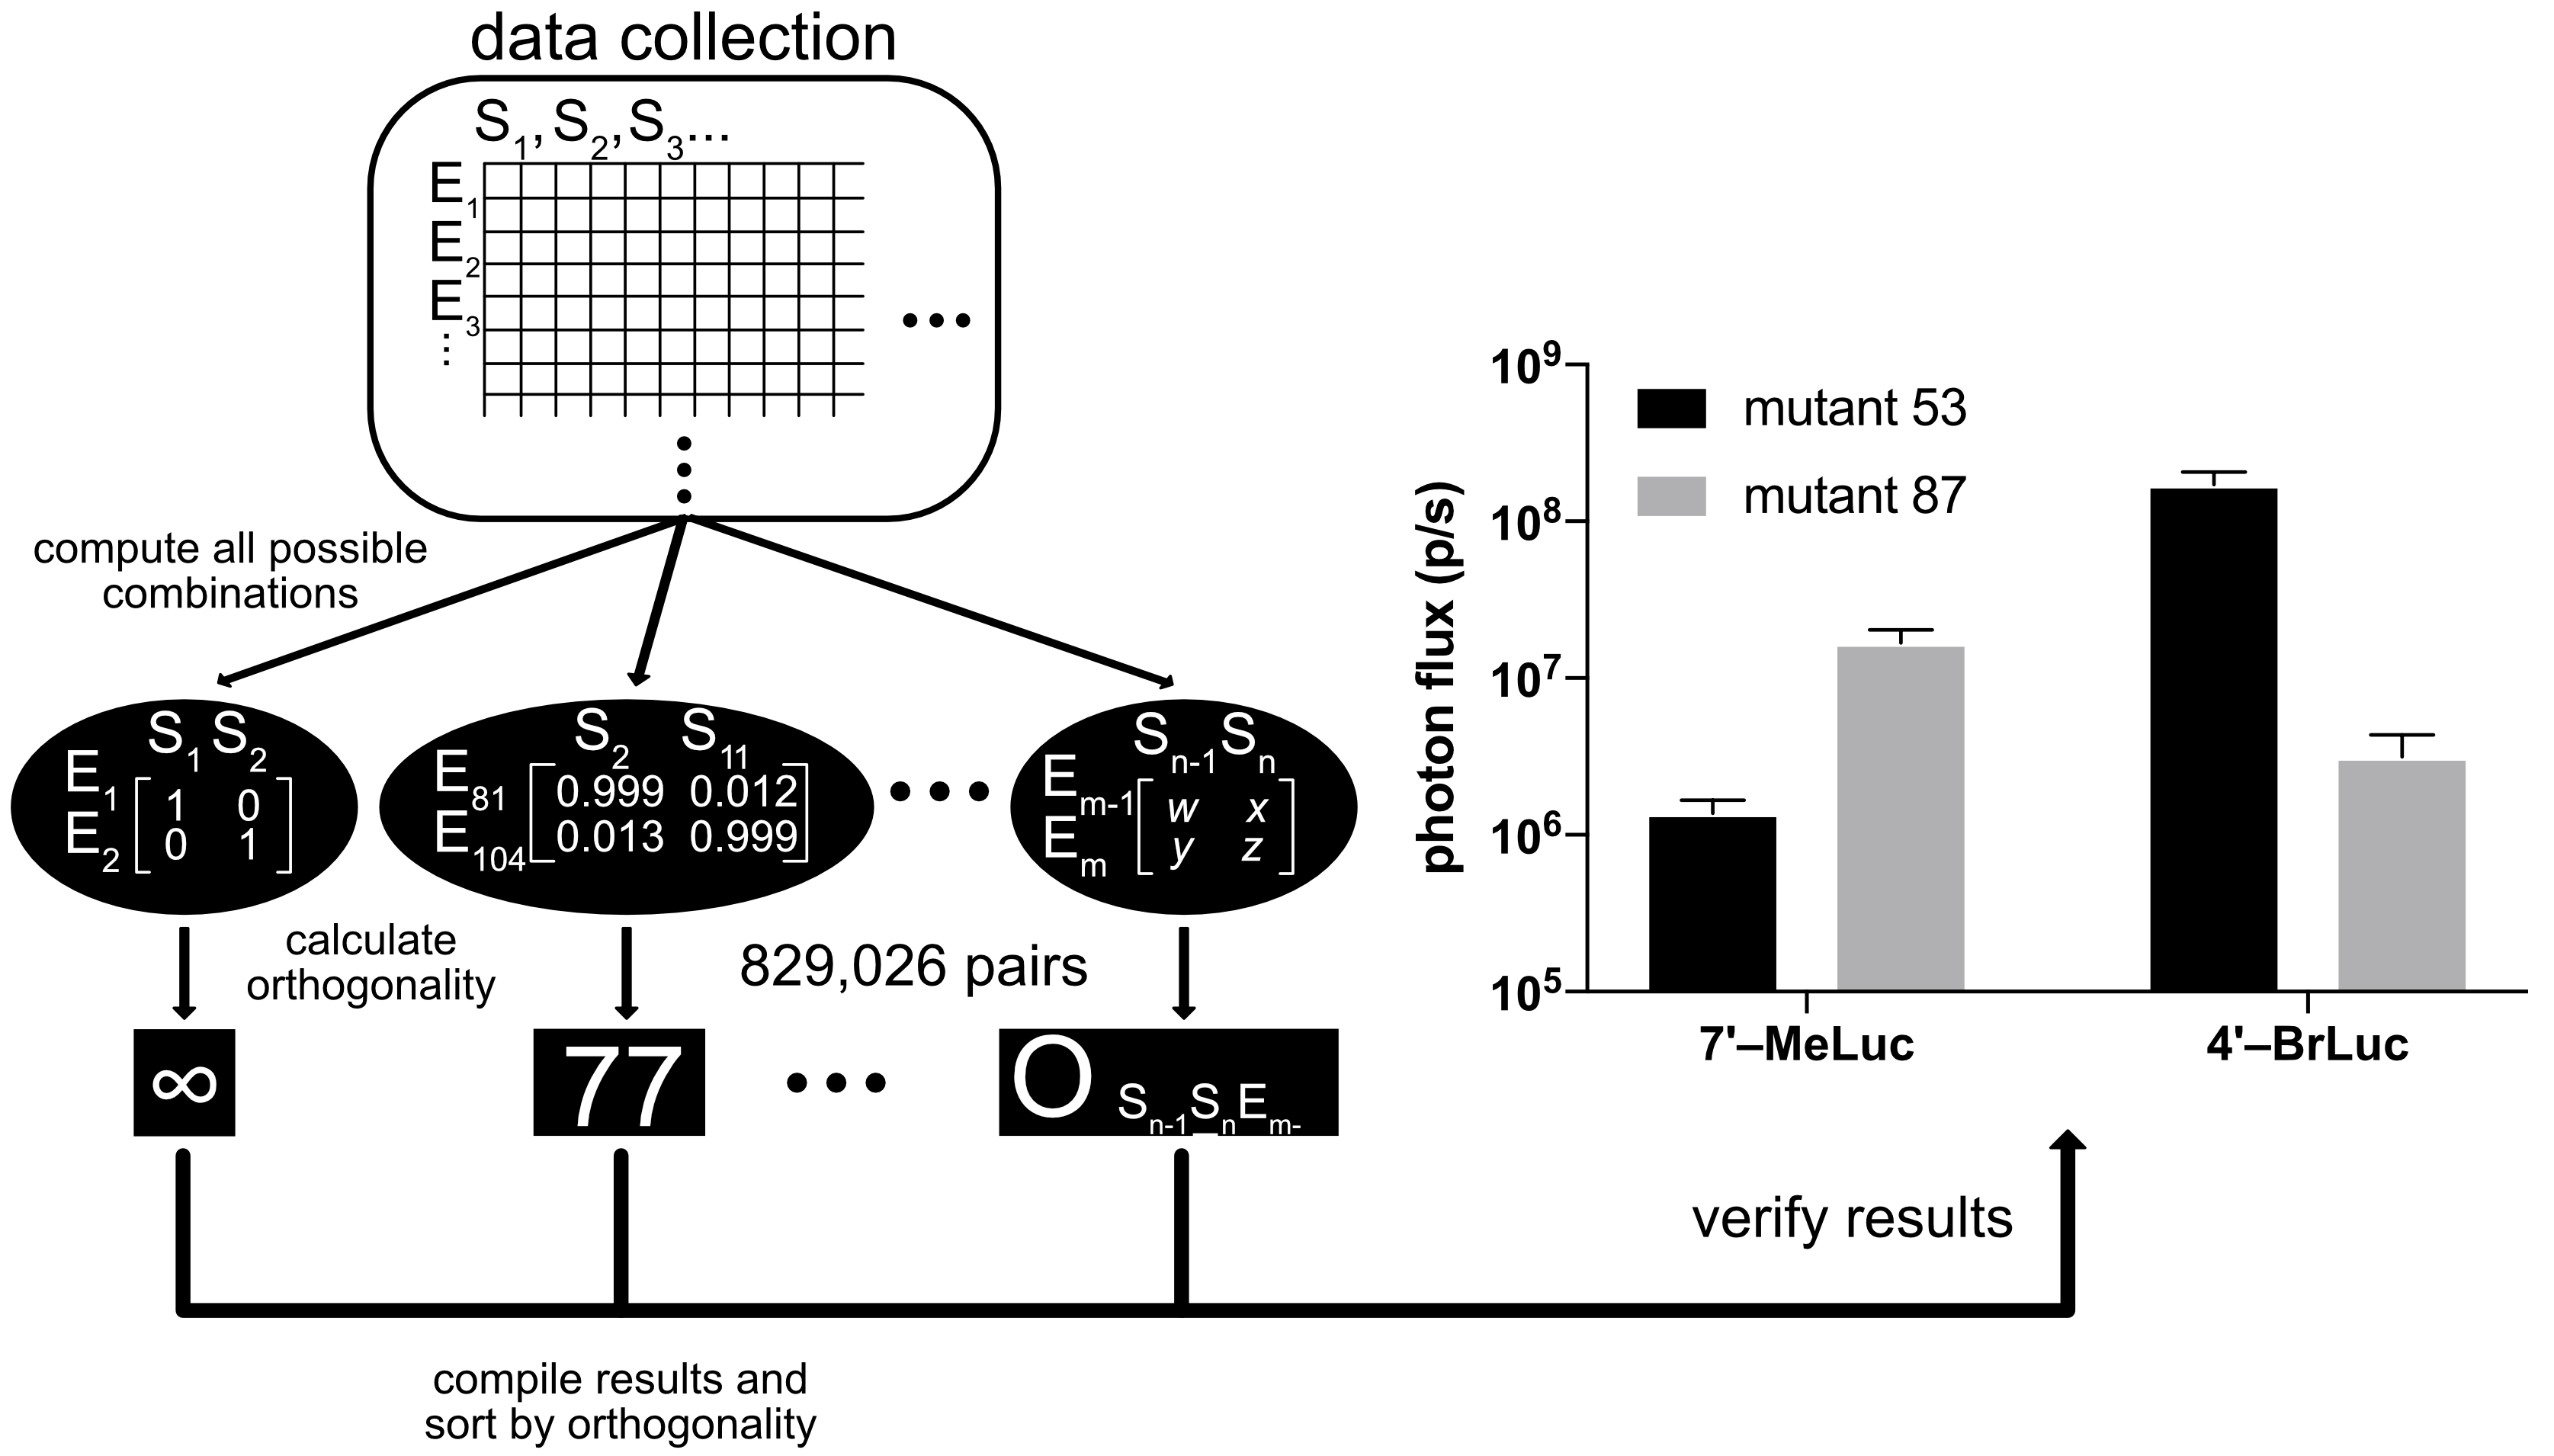 data collection
S1, S2, S3...
E1
E2
E3
⋮
compute all possible
combinations
S1 S2
E1 1 0
E2 0 1
S2 S11
E81 0.999 0.012
E104 0.013 0.999
Sn-1 Sn
Em-1 w x
Em y z
calculate
orthogonality
829,026 pairs
∞
77
O Sn-1SnEm-
compile results and
sort by orthogonality
verify results
photon flux (p/s)
10^9
10^8
10^7
10^6
10^5
mutant 53
mutant 87
7'–MeLuc
4'–BrLuc